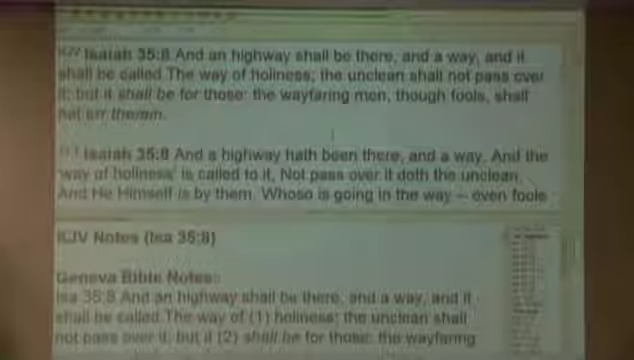 KJV Isaiah 35:8 And an highway shall be there, and a way, and it
shall be called The way of holiness; the unclean shall not pass over
it; but it shall be for those: the wayfaring men, though fools, shall
not err therein.
Isaiah 35:8 And a highway hath been there, and a way, And the
'way of holiness' is called to it, Not pass over it doth the unclean,
And He Himself is by them, Whoso is going in the way -- even fools
KJV Notes (Isa 35:8)
Geneva Bible Notes:
Isa 35:8 And an highway shall be there, and a way, and it
shall be called The way of (1) holiness; the unclean shall
not pass over it; but it (2) shall be for those: the wayfaring